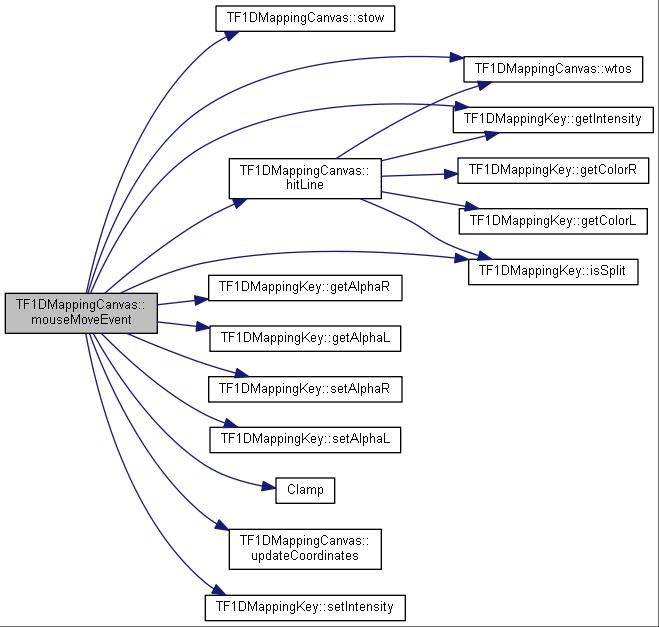 TF1DMappingCanvas::stow
TF1DMappingCanvas::wtos
TF1DMappingKey::getIntensity
TF1DMappingCanvas::
hitLine
TF1DMappingKey::getColorR
TF1DMappingKey::getColorL
TF1DMappingKey::isSplit
TF1DMappingCanvas::
mouseMoveEvent
TF1DMappingKey::getAlphaR
TF1DMappingKey::getAlphaL
TF1DMappingKey::setAlphaR
TF1DMappingKey::setAlphaL
Clamp
TF1DMappingCanvas::
updateCoordinates
TF1DMappingKey::setIntensity